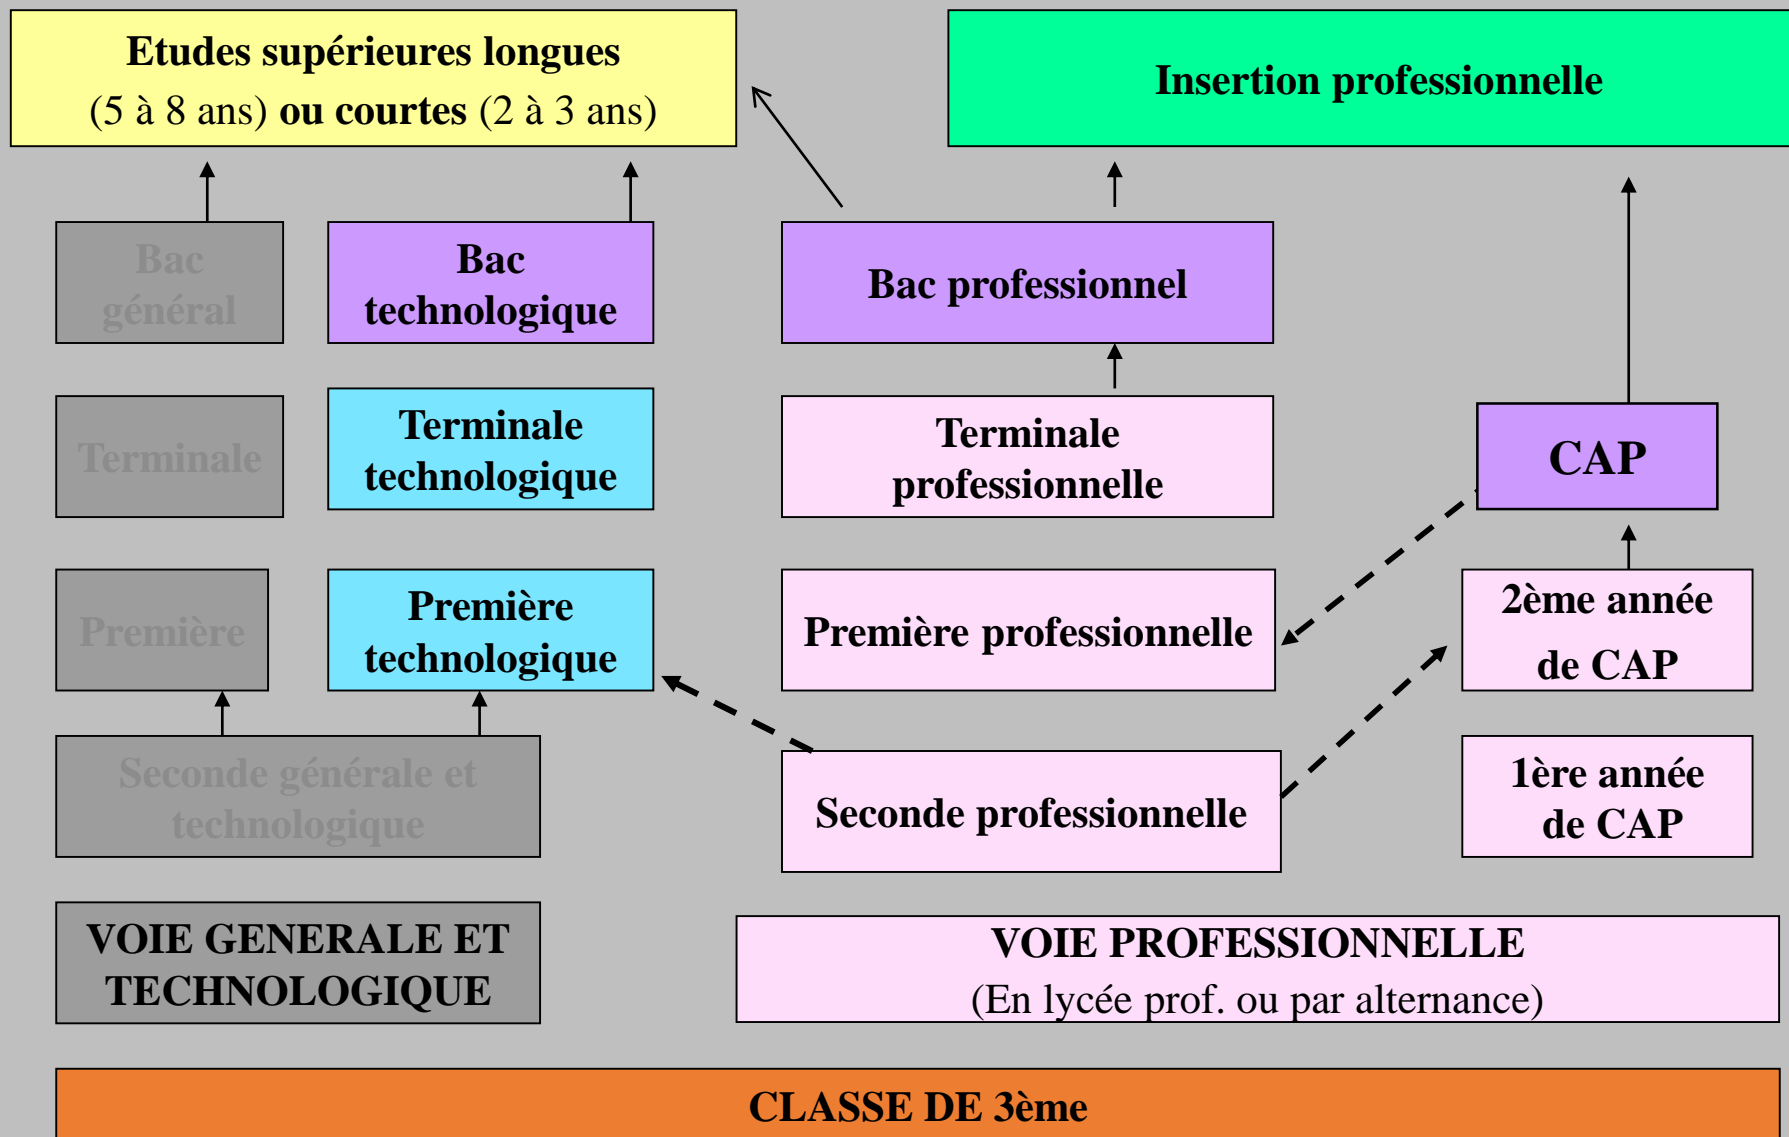 Etudes supérieures longues
(5 à 8 ans) ou courtes (2 à 3 ans)
Insertion professionnelle
Bac
général
Bac
technologique
Bac professionnel
Terminale
Terminale
technologique
Terminale
professionnelle
CAP
Première
Première
technologique
Première professionnelle
2ème année
de CAP
Seconde générale et
technologique
Seconde professionnelle
1ère année
de CAP
VOIE GENERALE ET
TECHNOLOGIQUE
VOIE PROFESSIONNELLE
(En lycée prof. ou par alternance)
CLASSE DE 3ème